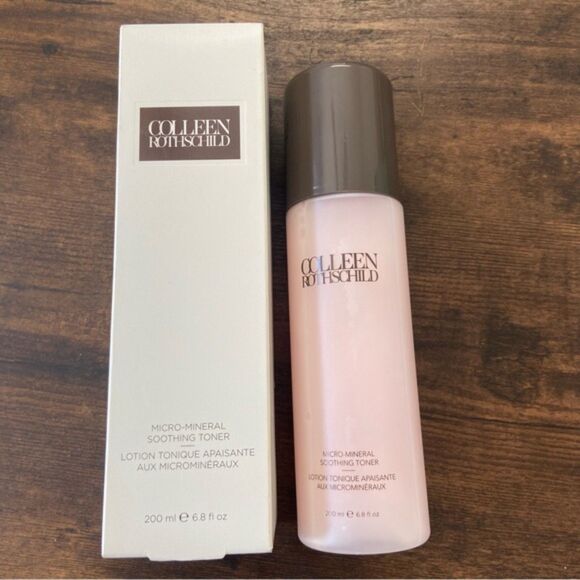 COLLEEN
ROTHSCHILD
MICRO-MINERAL
SOOTHING TONER
LOTION TONIQUE APAISANTE
AUX MICROMINÉRAUX
200 ml ℮ 6.8 fl oz
COLLEEN
ROTHSCHILD
MICRO-MINERAL
SOOTHING TONER
LOTION TONIQUE APAISANTE
AUX MICROMINÉRAUX
200 ml ℮ 6.8 fl oz